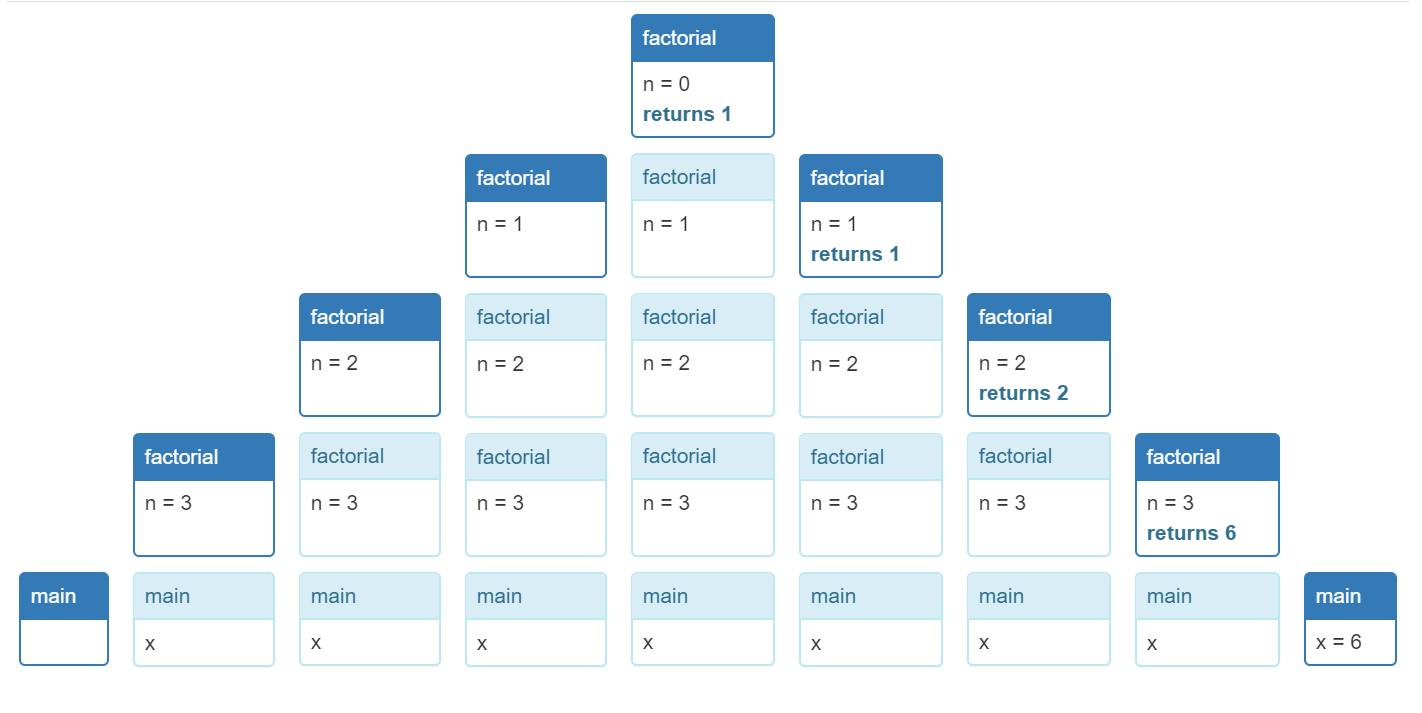 factorial
n = 0
returns 1
factorial
factorial
factorial
n = 1
n = 1
n = 1
returns 1
factorial
factorial
factorial
factorial
factorial
n = 2
n = 2
n = 2
n = 2
n = 2
returns 2
factorial
factorial
factorial
factorial
factorial
factorial
factorial
n = 3
n = 3
n = 3
n = 3
n = 3
n = 3
n = 3
returns 6
main
main
main
main
main
main
main
main
main
x
x
x
x
x
x
x
x = 6